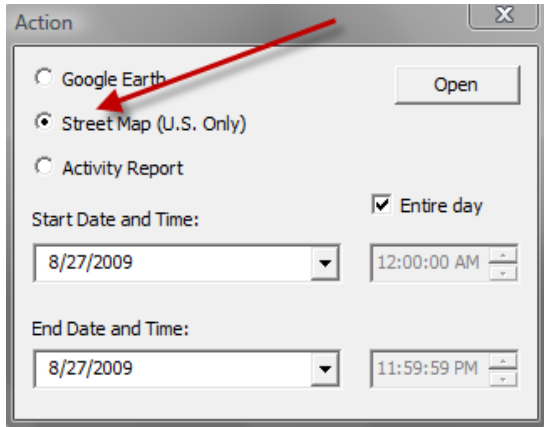 Action
Google Earth
Open
Street Map (U.S. Only)
Activity Report
Entire day
Start Date and Time:
8/27/2009
12:00:00 AM
End Date and Time:
8/27/2009
11:59:59 PM